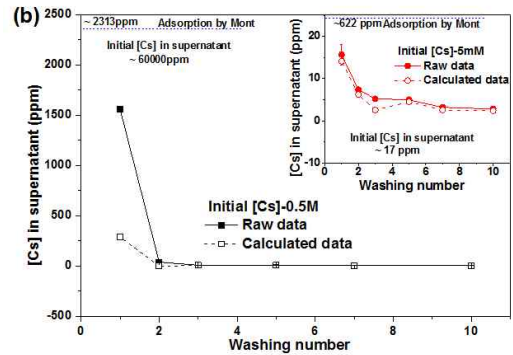 (b)
~ 2313ppm
Adsorption by Mont
Initial [Cs] in supernatant
~ 60000ppm
2500
2000
1500
1000
500
0
-500
[Cs] in supernatant (ppm)
Initial [Cs]-0.5M
Raw data
Calculated data
0
2
4
6
8
10
Washing number
~622 ppm
Adsorption by Mont
Initial [Cs]-5mM
Raw data
Calculated data
Initial [Cs] in supernatant
~ 17 ppm
20
10
0
-10
[Cs] in supernatant (ppm)
0
2
4
6
8
10
Washing number